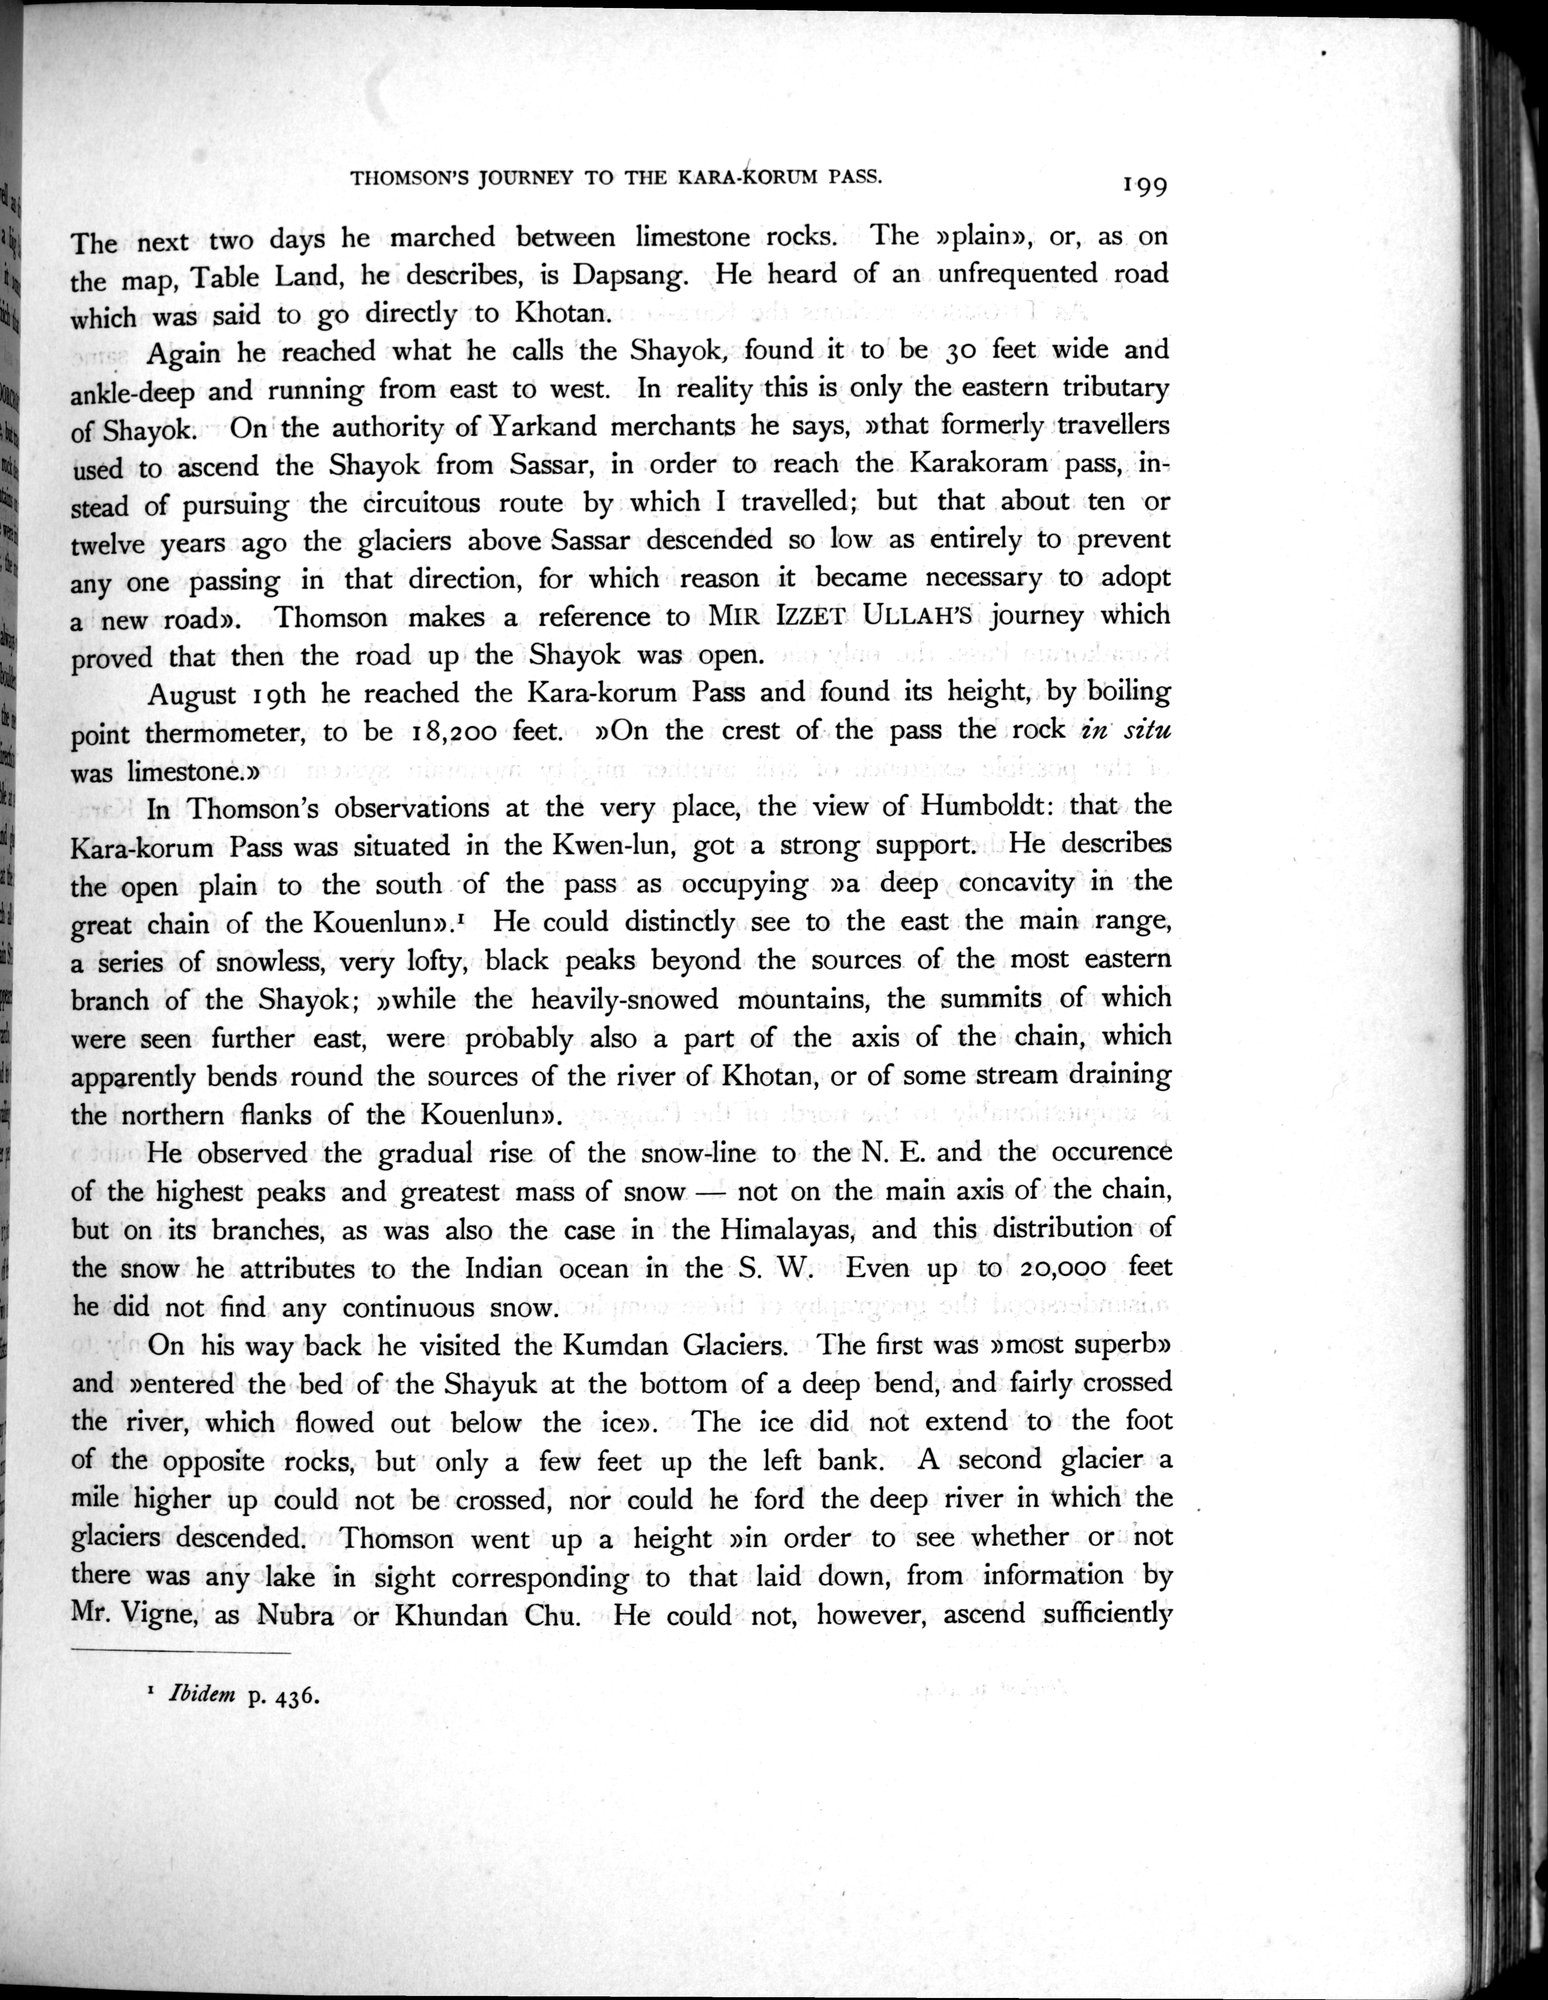 THOMSON'S JOURNEY TO THE KARA-KORUM PASS.
199
The next two days he marched between limestone rocks. The »plain», or, as on
the map, Table Land, he describes, is Dapsang. He heard of an unfrequented road
which was said to go directly to Khotan.
Again he reached what he calls the Shayok, found it to be 30 feet wide and
ankle-deep and running from east to west. In reality this is only the eastern tributary
of Shayok. On the authority of Yarkand merchants he says, »that formerly travellers
used to ascend the Shayok from Sassar, in order to reach the Karakoram pass, in-
stead of pursuing the circuitous route by which I travelled; but that about ten or
twelve years ago the glaciers above Sassar descended so low as entirely to prevent
any one passing in that direction, for which reason it became necessary to adopt
a new road». Thomson makes a reference to MIR IZZET ULLAH'S journey which
proved that then the road up the Shayok was open.
August 19th he reached the Kara-korum Pass and found its height, by boiling
point thermometer, to be 18,200 feet. »On the crest of the pass the rock in situ
was limestone.»
In Thomson's observations at the very place, the view of Humboldt: that the
Kara-korum Pass was situated in the Kwen-lun, got a strong support. He describes
the open plain to the south of the pass as occupying »a deep concavity in the
great chain of the Kouenlun».¹ He could distinctly see to the east the main range,
a series of snowless, very lofty, black peaks beyond the sources of the most eastern
branch of the Shayok; »while the heavily-snowed mountains, the summits of which
were seen further east, were probably also a part of the axis of the chain, which
apparently bends round the sources of the river of Khotan, or of some stream draining
the northern flanks of the Kouenlun».
He observed the gradual rise of the snow-line to the N. E. and the occurence
of the highest peaks and greatest mass of snow — not on the main axis of the chain,
but on its branches, as was also the case in the Himalayas, and this distribution of
the snow he attributes to the Indian ocean in the S. W. Even up to 20,000 feet
he did not find any continuous snow.
On his way back he visited the Kumdan Glaciers. The first was »most superb»
and »entered the bed of the Shayuk at the bottom of a deep bend, and fairly crossed
the river, which flowed out below the ice». The ice did not extend to the foot
of the opposite rocks, but only a few feet up the left bank. A second glacier a
mile higher up could not be crossed, nor could he ford the deep river in which the
glaciers descended. Thomson went up a height »in order to see whether or not
there was any lake in sight corresponding to that laid down, from information by
Mr. Vigne, as Nubra or Khundan Chu. He could not, however, ascend sufficiently
¹ Ibidem p. 436.